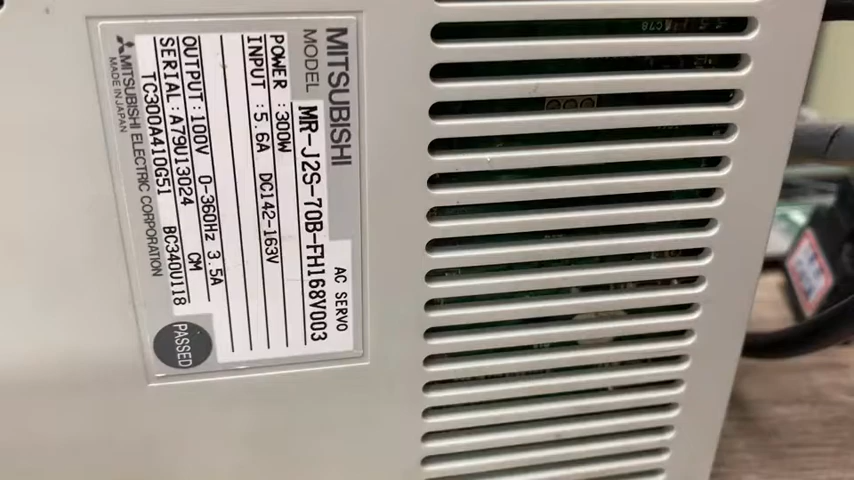 MITSUBISHI
AC SERVO
MODEL MR-J2S-70B-FH168V003
POWER :300W
INPUT :5.6A DC142-163V
OUTPUT:100V 0-360Hz 3.5A
SERIAL:A79U13024 CM
TC300A410G51 BC340U118
MITSUBISHI ELECTRIC CORPORATION
MADE IN JAPAN
PASSED
C78